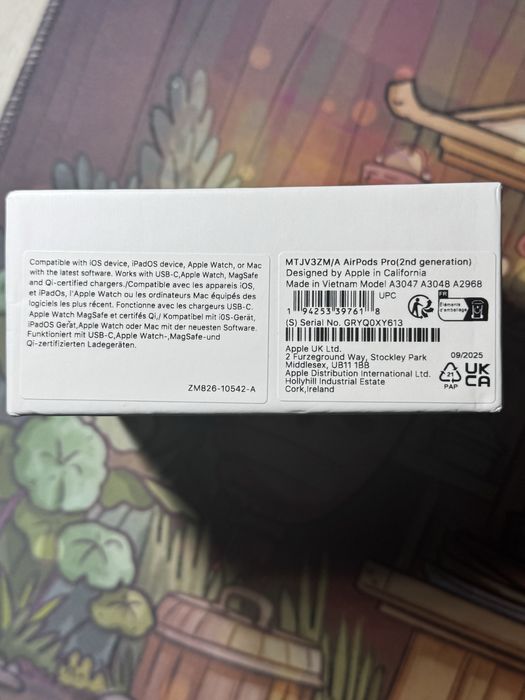 Compatible with iOS device, iPadOS device, Apple Watch, or Mac
with the latest software. Works with USB-C,Apple Watch, MagSafe
and Qi-certified chargers./Compatible avec les appareils iOS,
et iPadOs, l'Apple Watch ou les ordinateurs Mac équipés des
logiciels les plus récent. Fonctionne avec les chargeurs USB-C.
Apple Watch MagSafe et certifés Qi,/ Kompatibel mit iOS-Gerät,
iPadOS Gerät,Apple Watch oder Mac mit der neuesten Software.
Funktioniert mit USB-C,Apple Watch-,MagSafe-und
Qi-zertifizierten Ladegeräten.
ZM826-10542-A
MTJV3ZM/A AirPods Pro(2nd generation)
Designed by Apple in California
Made in Vietnam Model A3047 A3048 A2968
UPC
1 94253 39761 8
FR
Éléments
d'emballage
(S) Serial No. GRYQ0XY613
Apple UK Ltd.
2 Furzeground Way, Stockley Park
Middlesex, UB11 1BB
Apple Distribution International Ltd.
Hollyhill Industrial Estate
Cork,Ireland
09/2025
21
PAP
UK
CA